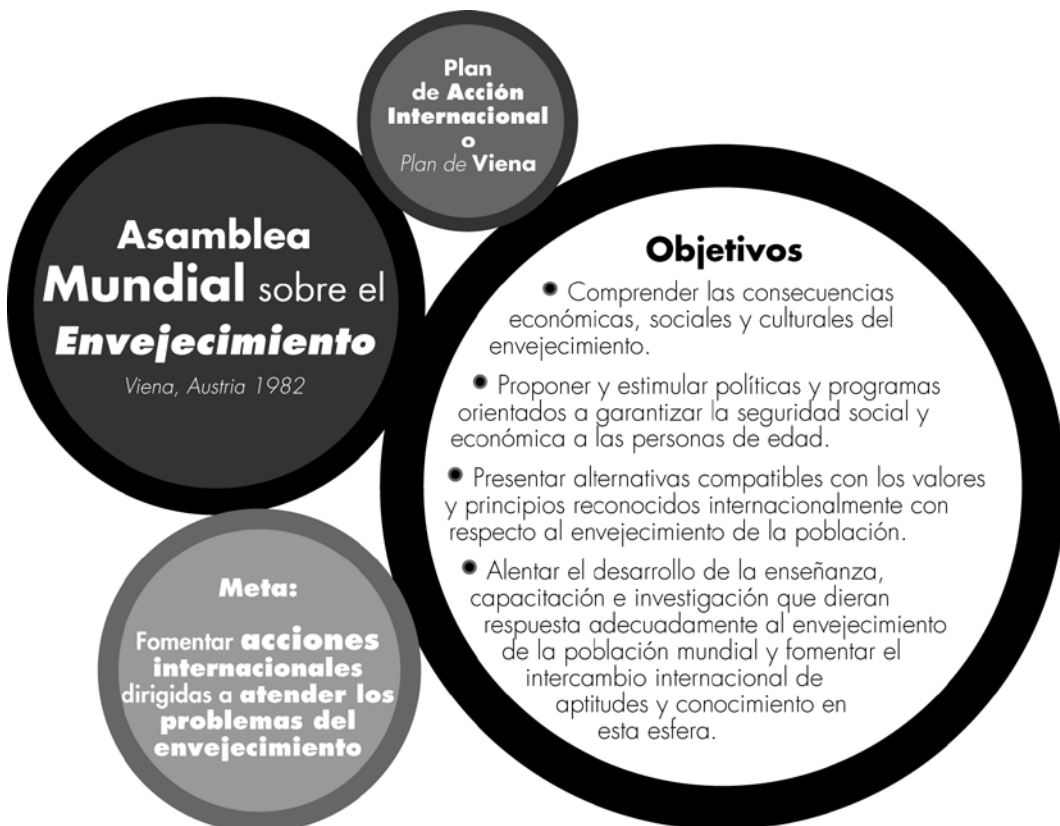 Plan
de Acción
Internacional
o
Plan de Viena
Asamblea
Mundial sobre el
Envejecimiento
Viena, Austria 1982
Objetivos
• Comprender las consecuencias
económicas, sociales y culturales del
envejecimiento.
• Proponer y estimular políticas y programas
orientados a garantizar la seguridad social y
económica a las personas de edad.
• Presentar alternativas compatibles con los valores
y principios reconocidos internacionalmente con
respecto al envejecimiento de la población.
• Alentar el desarrollo de la enseñanza,
capacitación e investigación que dieran
respuesta adecuadamente al envejecimiento
de la población mundial y fomentar el
intercambio internacional de
aptitudes y conocimiento en
esta esfera.
Meta:
Fomentar acciones
internacionales
dirigidas a atender los
problemas del
envejecimiento